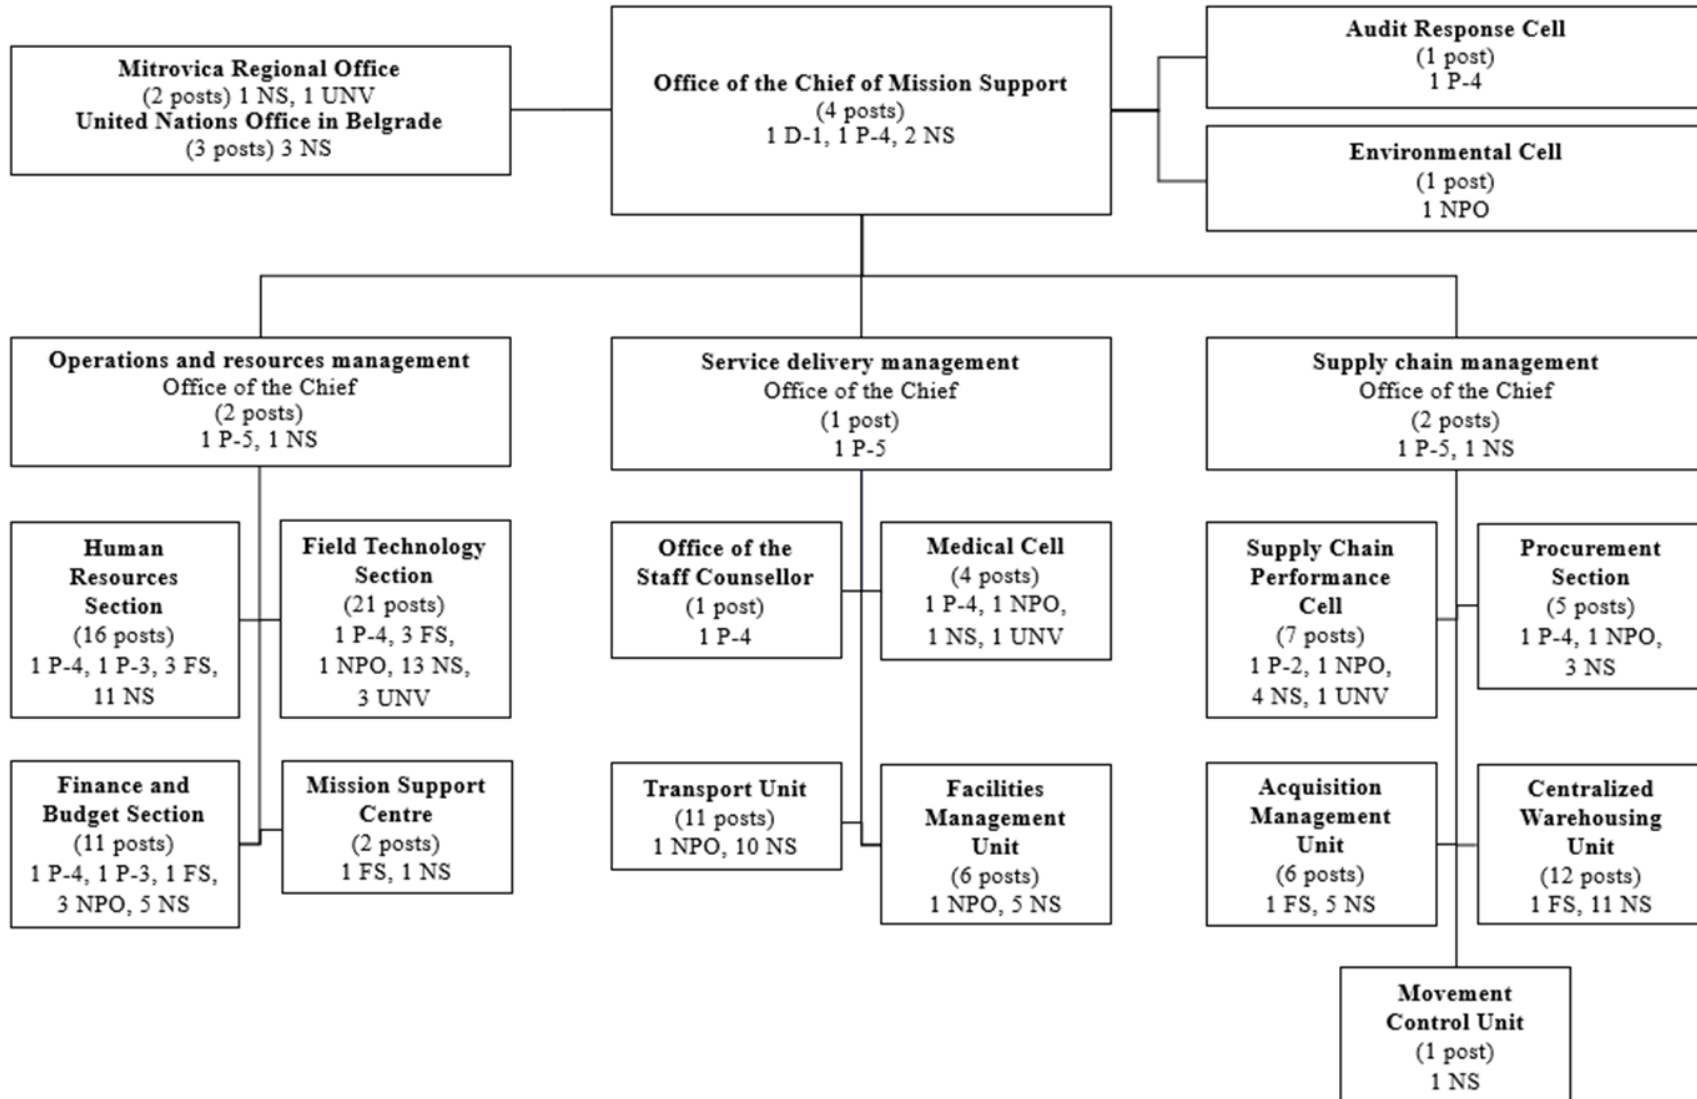 Mitrovica Regional Office
(2 posts) 1 NS, 1 UNV
United Nations Office in Belgrade
(3 posts) 3 NS
Office of the Chief of Mission Support
(4 posts)
1 D-1, 1 P-4, 2 NS
Audit Response Cell
(1 post)
1 P-4
Environmental Cell
(1 post)
1 NPO
Operations and resources management
Office of the Chief
(2 posts)
1 P-5, 1 NS
Service delivery management
Office of the Chief
(1 post)
1 P-5
Supply chain management
Office of the Chief
(2 posts)
1 P-5, 1 NS
Human
Resources
Section
(16 posts)
1 P-4, 1 P-3, 3 FS,
11 NS
Field Technology
Section
(21 posts)
1 P-4, 3 FS,
1 NPO, 13 NS,
3 UNV
Office of the
Staff Counsellor
(1 post)
1 P-4
Medical Cell
(4 posts)
1 P-4, 1 NPO,
1 NS, 1 UNV
Supply Chain
Performance
Cell
(7 posts)
1 P-2, 1 NPO,
4 NS, 1 UNV
Procurement
Section
(5 posts)
1 P-4, 1 NPO,
3 NS
Finance and
Budget Section
(11 posts)
1 P-4, 1 P-3, 1 FS,
3 NPO, 5 NS
Mission Support
Centre
(2 posts)
1 FS, 1 NS
Transport Unit
(11 posts)
1 NPO, 10 NS
Facilities
Management
Unit
(6 posts)
1 NPO, 5 NS
Acquisition
Management
Unit
(6 posts)
1 FS, 5 NS
Centralized
Warehousing
Unit
(12 posts)
1 FS, 11 NS
Movement
Control Unit
(1 post)
1 NS